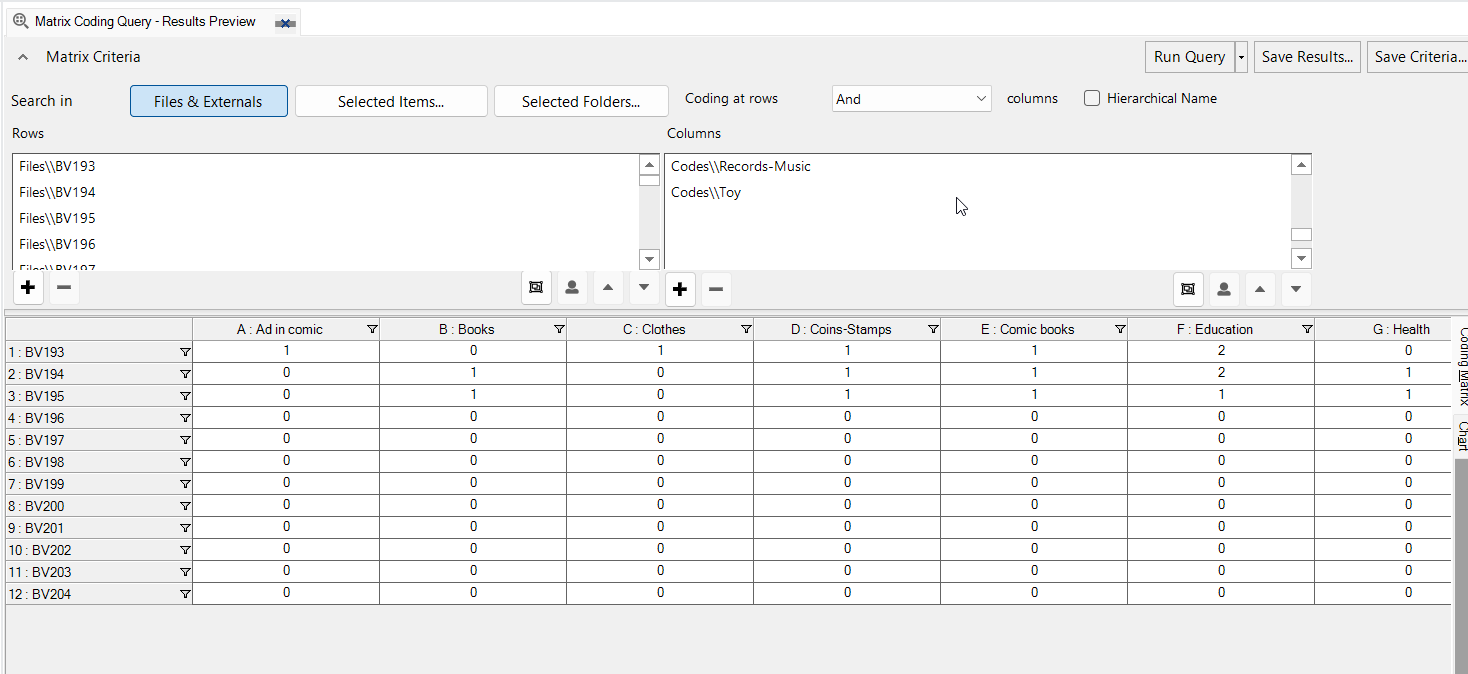 Matrix Coding Query - Results Preview
Matrix Criteria
Run Query Save Results... Save Criteria...
Search in Files & Externals Selected Items... Selected Folders... Coding at rows And columns Hierarchical Name
Rows Columns
Files\\BV193 Codes\\Records-Music
Files\\BV194 Codes\\Toy
Files\\BV195
Files\\BV196
Files\\BV197
A : Ad in comic B : Books C : Clothes D : Coins-Stamps E : Comic books F : Education G : Health
1 : BV193 1 0 1 1 1 2 0
2 : BV194 0 1 0 1 1 2 1
3 : BV195 0 1 0 1 1 1 1
4 : BV196 0 0 0 0 0 0 0
5 : BV197 0 0 0 0 0 0 0
6 : BV198 0 0 0 0 0 0 0
7 : BV199 0 0 0 0 0 0 0
8 : BV200 0 0 0 0 0 0 0
9 : BV201 0 0 0 0 0 0 0
10 : BV202 0 0 0 0 0 0 0
11 : BV203 0 0 0 0 0 0 0
12 : BV204 0 0 0 0 0 0 0
Coding Matrix
Chart